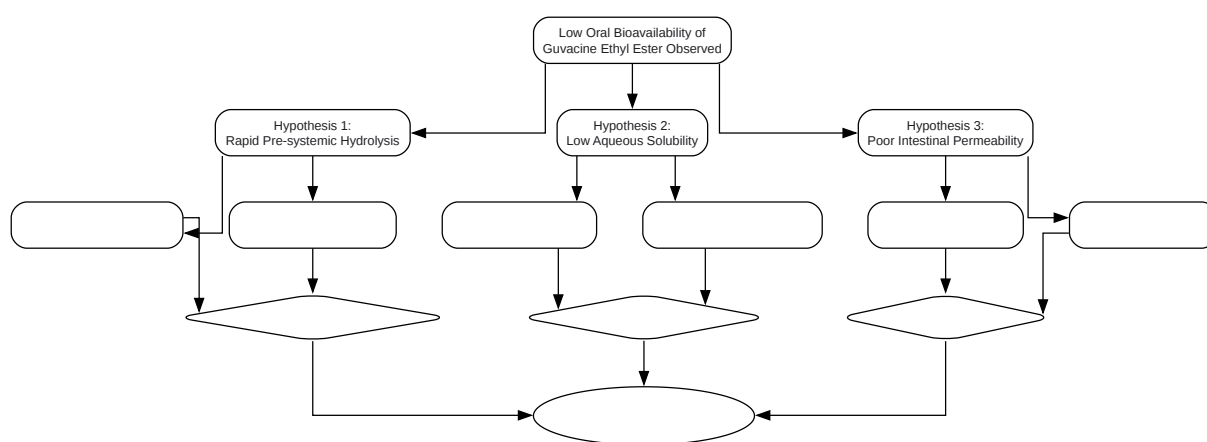 Low Oral Bioavailability of
Guvacine Ethyl Ester Observed
Hypothesis 1:
Rapid Pre-systemic Hydrolysis
Hypothesis 2:
Low Aqueous Solubility
Hypothesis 3:
Poor Intestinal Permeability